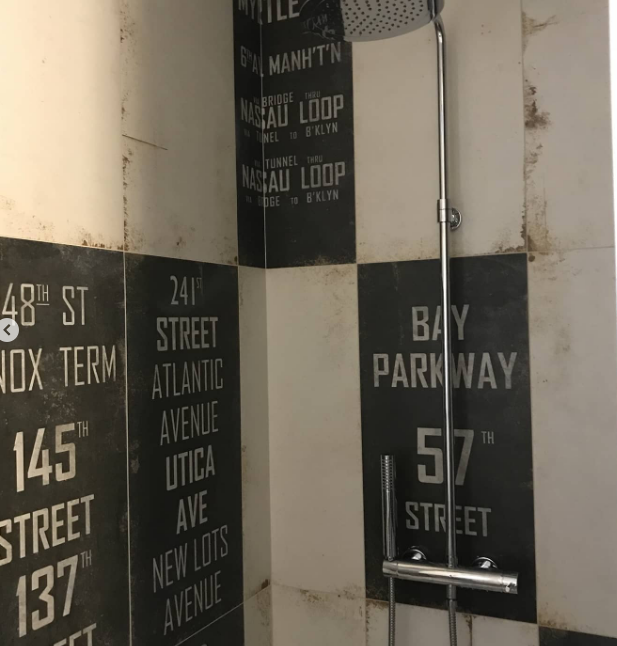 6TH AV MANH'T'N
VIA BRIDGE THRU
NASSAU LOOP
VIA TUNNEL TO B'KLYN
VIA TUNNEL THRU
NASSAU LOOP
VIA BRIDGE TO B'KLYN
48TH ST
NOX TERM
145TH
STREET
137TH
241ST
STREET
ATLANTIC
AVENUE
UTICA
AVE
NEW LOTS
AVENUE
BAY
PARKWAY
57TH
STREET